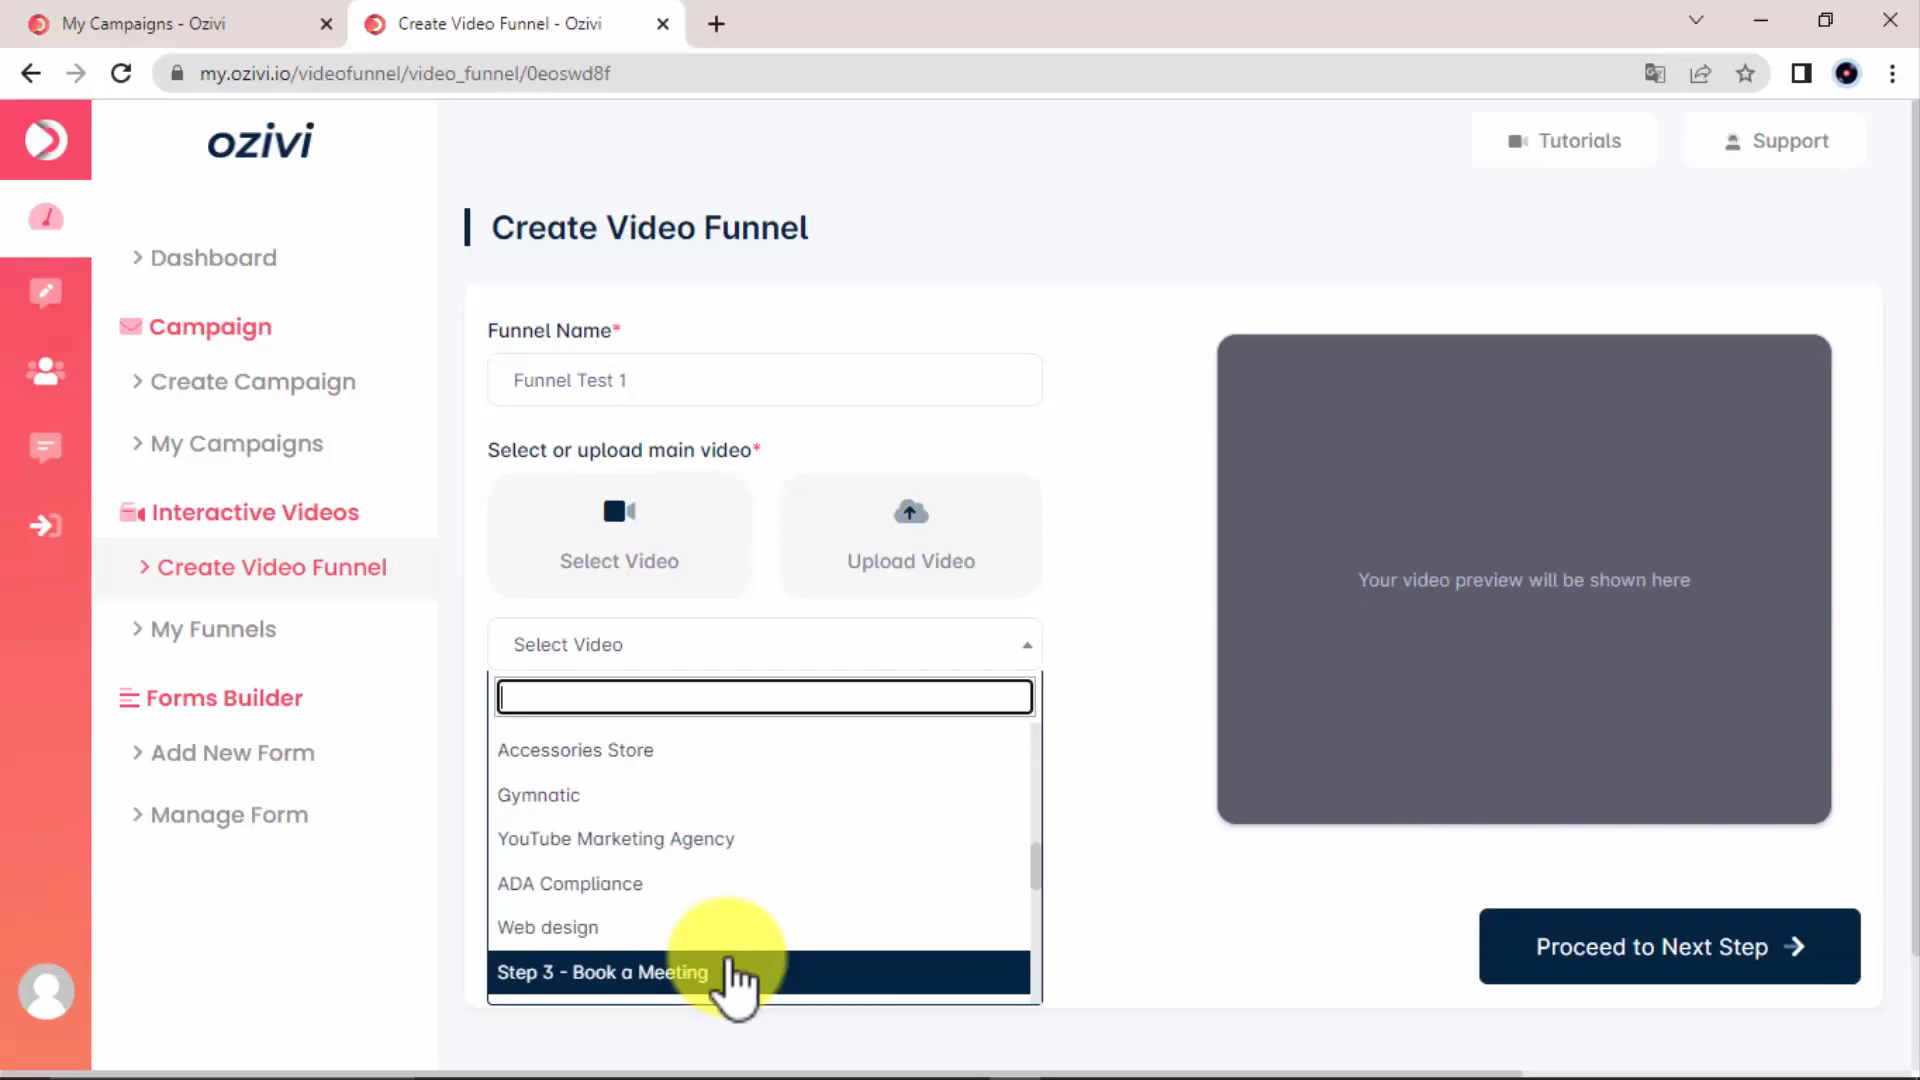 My Campaigns - Ozivi
Create Video Funnel - Ozivi
my.ozivi.io/videofunnel/video_funnel/0eoswd8f
ozivi
Tutorials
Support
Create Video Funnel
Dashboard
Campaign
Create Campaign
My Campaigns
Interactive Videos
Create Video Funnel
My Funnels
Forms Builder
Add New Form
Manage Form
Funnel Name*
Funnel Test 1
Select or upload main video*
Select Video
Upload Video
Select Video
Accessories Store
Gymnatic
YouTube Marketing Agency
ADA Compliance
Web design
Step 3 - Book a Meeting
Your video preview will be shown here
Proceed to Next Step